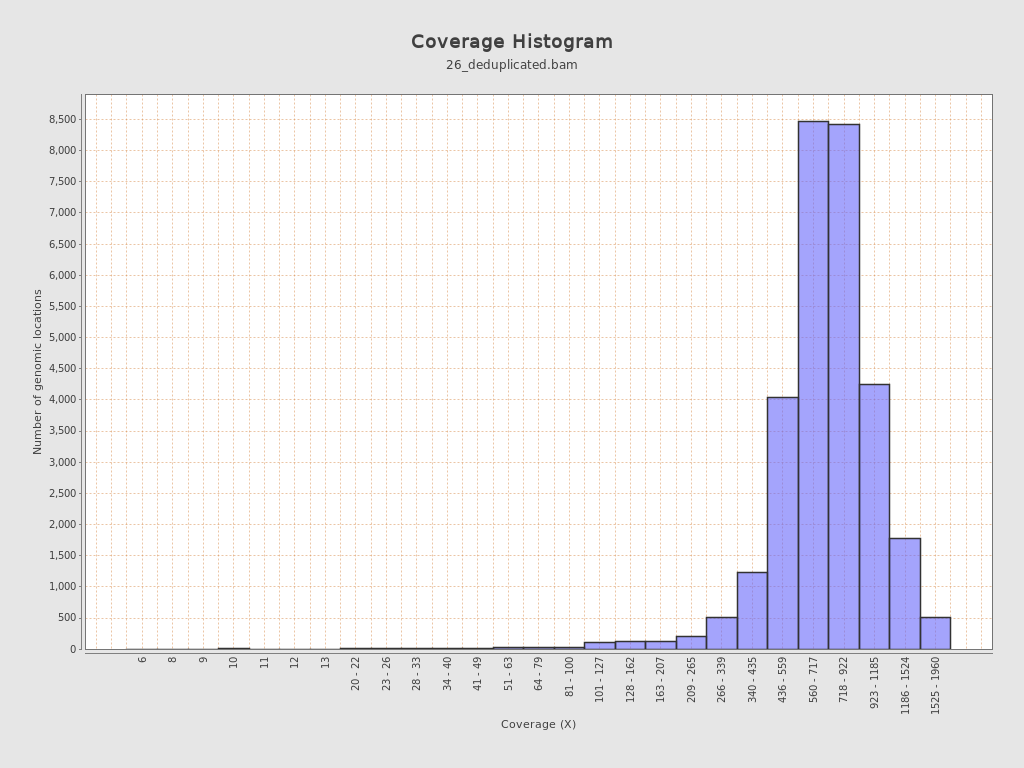 Coverage Histogram
26_deduplicated.bam
Number of genomic locations
8,500
8,000
7,500
7,000
6,500
6,000
5,500
5,000
4,500
4,000
3,500
3,000
2,500
2,000
1,500
1,000
500
0
6
8
9
10
11
12
13
20 - 22
23 - 26
28 - 33
34 - 40
41 - 49
51 - 63
64 - 79
81 - 100
101 - 127
128 - 162
163 - 207
209 - 265
266 - 339
340 - 435
436 - 559
560 - 717
718 - 922
923 - 1185
1186 - 1524
1525 - 1960
Coverage (X)